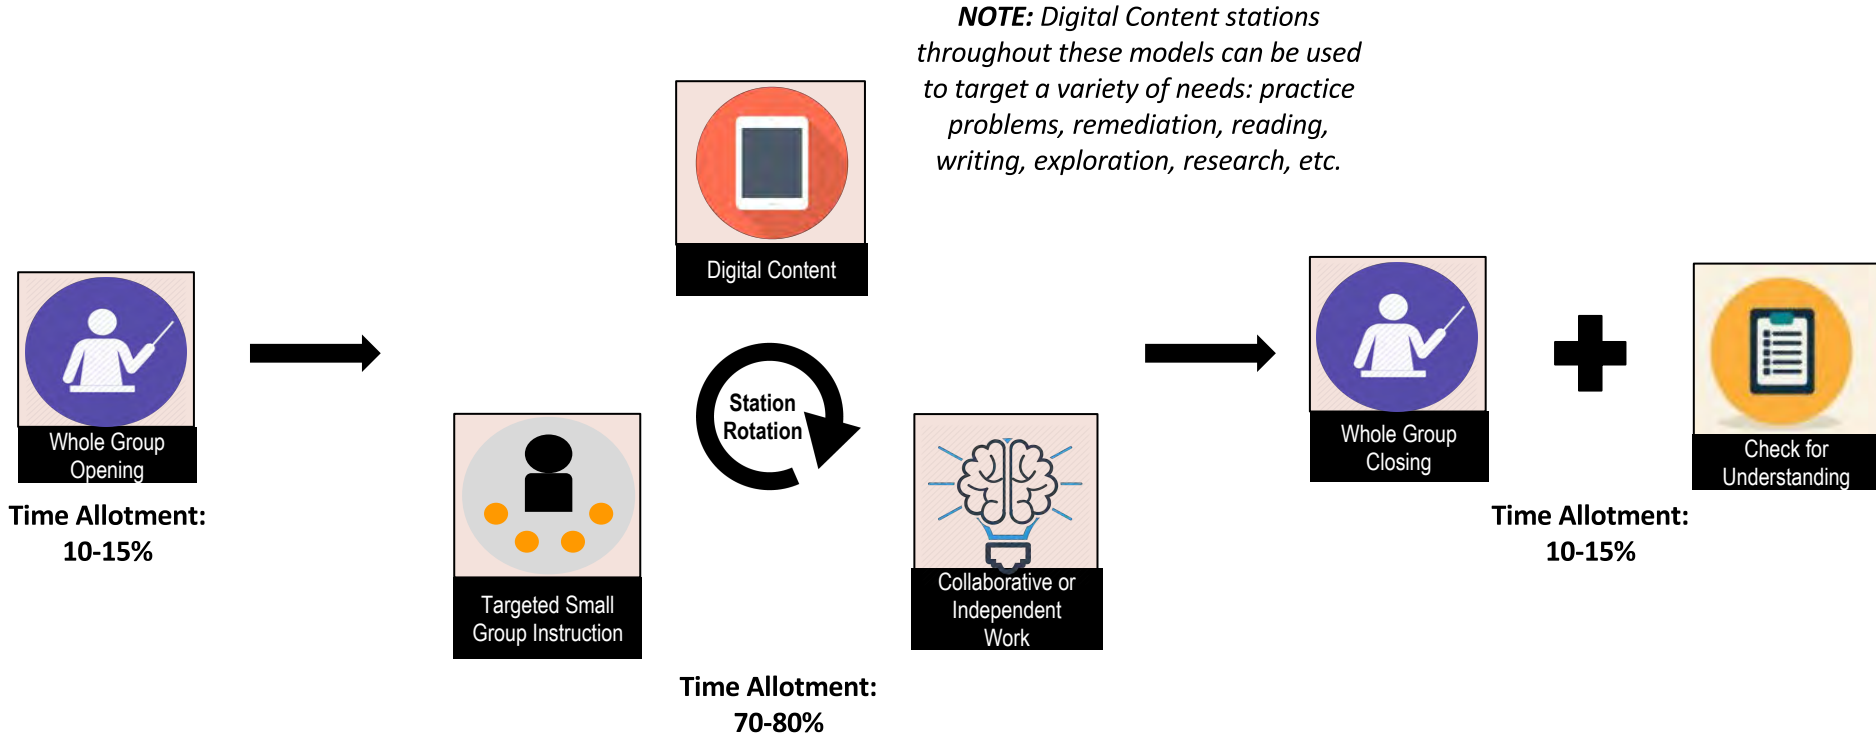 NOTE: Digital Content stations
throughout these models can be used
to target a variety of needs: practice
problems, remediation, reading,
writing, exploration, research, etc.
Whole Group
Opening
Time Allotment:
10-15%
Digital Content
Station
Rotation
Targeted Small
Group Instruction
Collaborative or
Independent
Work
Time Allotment:
70-80%
Whole Group
Closing
Check for
Understanding
Time Allotment:
10-15%